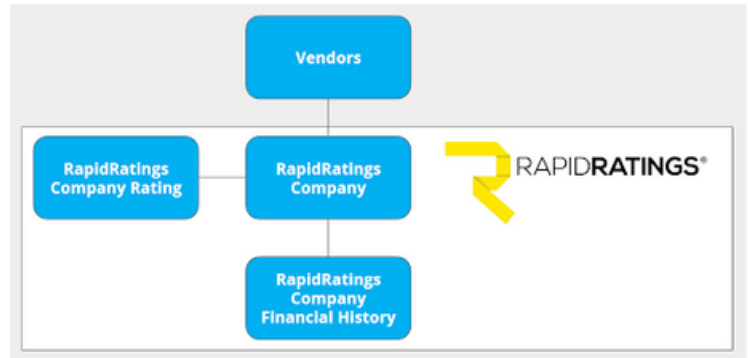 Vendors
RapidRatings
Company Rating
RapidRatings
Company
RAPIDRATINGS®
RapidRatings
Company
Financial History